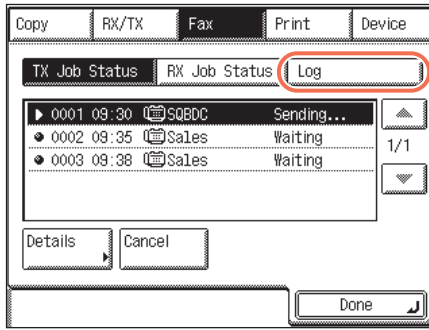 Copy RX/TX Fax Print Device
TX Job Status RX Job Status Log
0001 09:30 SQBDC Sending...
0002 09:35 Sales Waiting
0003 09:38 Sales Waiting
1/1
Details Cancel
Done